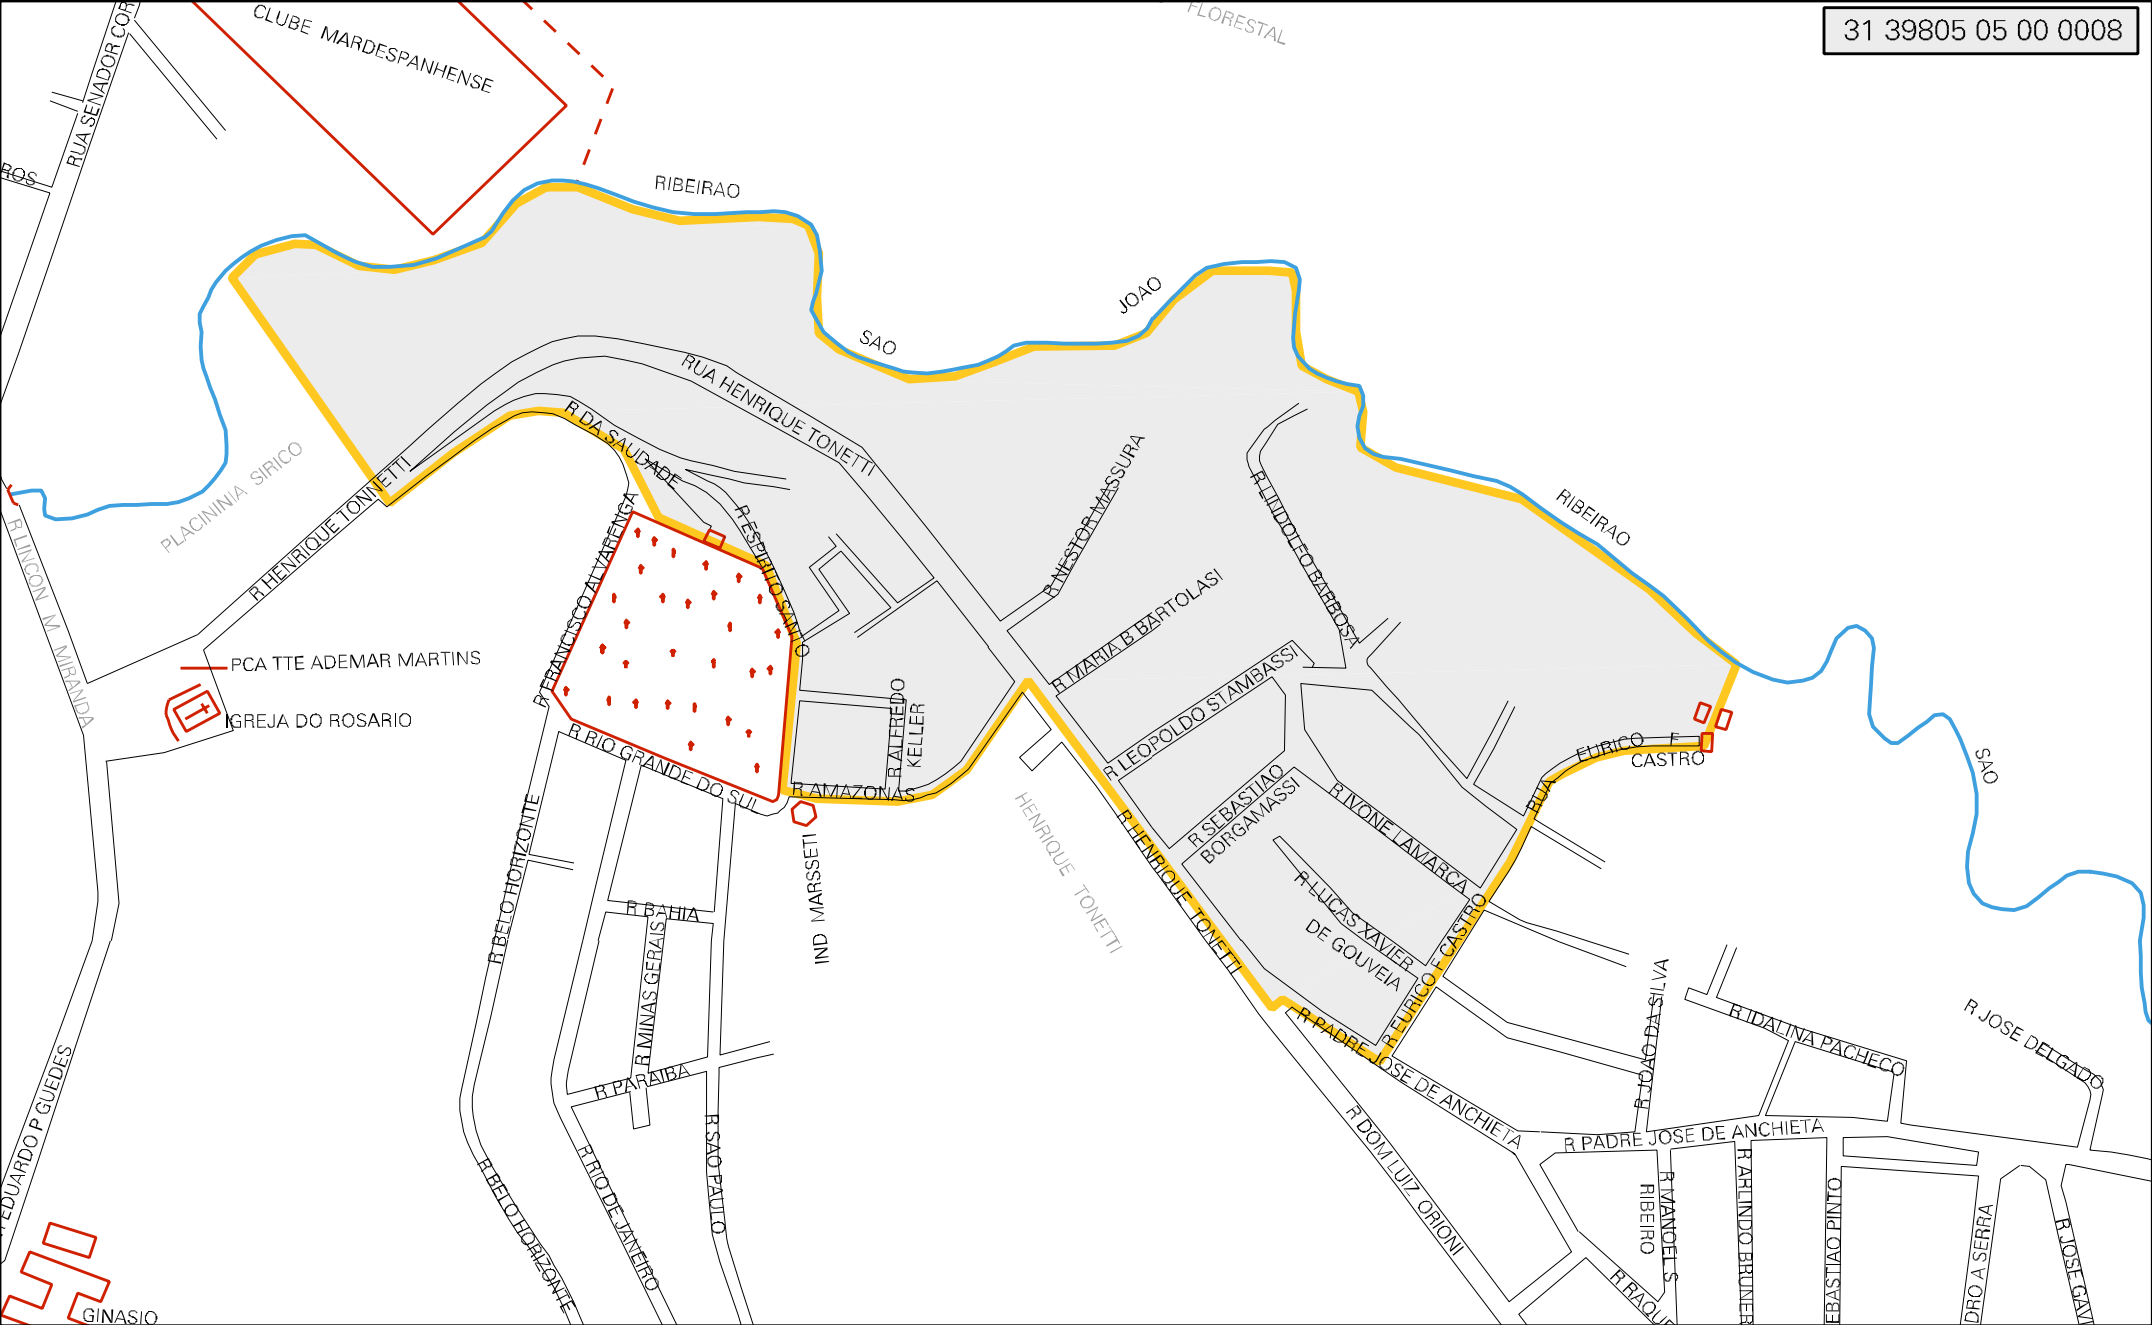 CLUBE MARDESPANHENSE
FLORESTAL
31 39805 05 00 0008
RUA SENADOR COR
ROS
RIBEIRAO
SAO
JOAO
RUA HENRIQUE TONETTI
R DA SAUDADE
PLACININIA SIRICO
R HENRIQUE TONNETTI
R LINCON M MIRANDA
R FRANCISCO ALVARENGA
R ESPIRITO SANTO
R NESTOR MASSURA
R LINDOLFO BARBOSA
RIBEIRAO
SAO
R MARIA B BARTOLASI
R LEOPOLDO STAMBASSI
PCA TTE ADEMAR MARTINS
IGREJA DO ROSARIO
R ALFREDO
KELLER
R AMAZONAS
R RIO GRANDE DO SUL
IND MARSSETI
HENRIQUE TONETTI
R HENRIQUE TONETTI
R SEBASTIAO
BORGAMASSI
R IVONE LAMARCA
R LUCAS XAVIER
DE GOUVEIA
RUA EURICO F
CASTRO
R EURICO F CASTRO
R BELO HORIZONTE
R BAHIA
R MINAS GERAIS
R PARAIBA
R SAO PAULO
R RIO DE JANEIRO
R BELO HORIZONTE
EDUARDO P GUEDES
GINASIO
R PADRE JOSE DE ANCHIETA
R DOM LUIZ ORIONI
R JOAO DA SILVA
R IDALINA PACHECO
R JOSE DELGADO
R PADRE JOSE DE ANCHIETA
R MANOEL S
RIBEIRO
R ARLINDO BRUNER
EBASTIAO PINTO
DRO A SERRA
R JOSE GAVI
R RAQUE